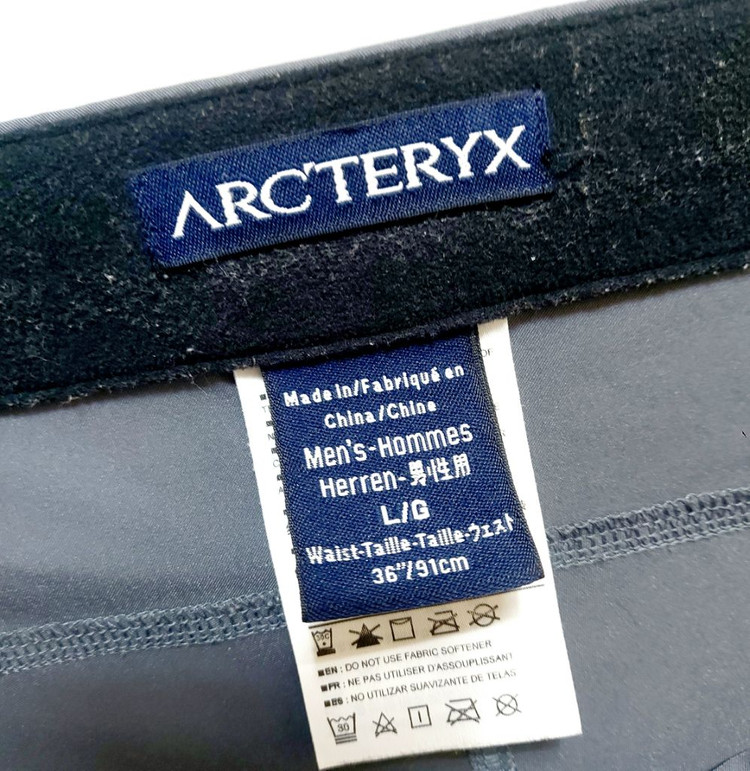 ARC'TERYX
Made in/Fabriqué en
China/Chine
Men's-Hommes
Herren-男性用
L/G
Waist-Taille-Taille-ウェスト
36"/91cm
EN: DO NOT USE FABRIC SOFTENER
FR: NE PAS UTILISER D'ASSOUPLISSANT
ES: NO UTILIZAR SUAVIZANTE DE TELAS
30